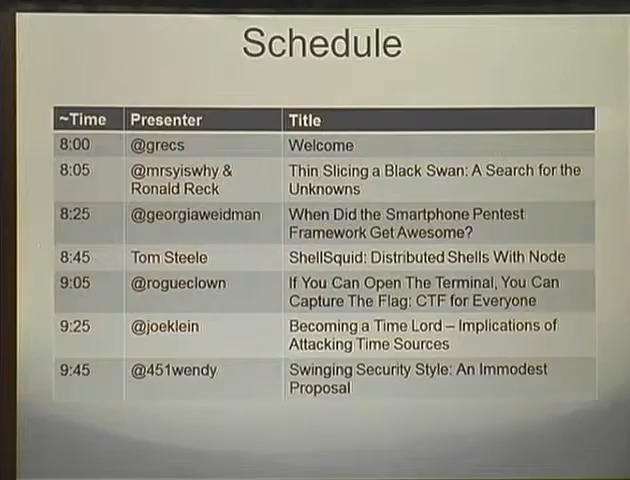 Schedule
~Time Presenter Title
8:00 @grecs Welcome
8:05 @mrsyiswhy & Thin Slicing a Black Swan: A Search for the
Ronald Reck Unknowns
8:25 @georgiaweidman When Did the Smartphone Pentest
Framework Get Awesome?
8:45 Tom Steele ShellSquid: Distributed Shells With Node
9:05 @rogueclown If You Can Open The Terminal, You Can
Capture The Flag: CTF for Everyone
9:25 @joeklein Becoming a Time Lord – Implications of
Attacking Time Sources
9:45 @451wendy Swinging Security Style: An Immodest
Proposal